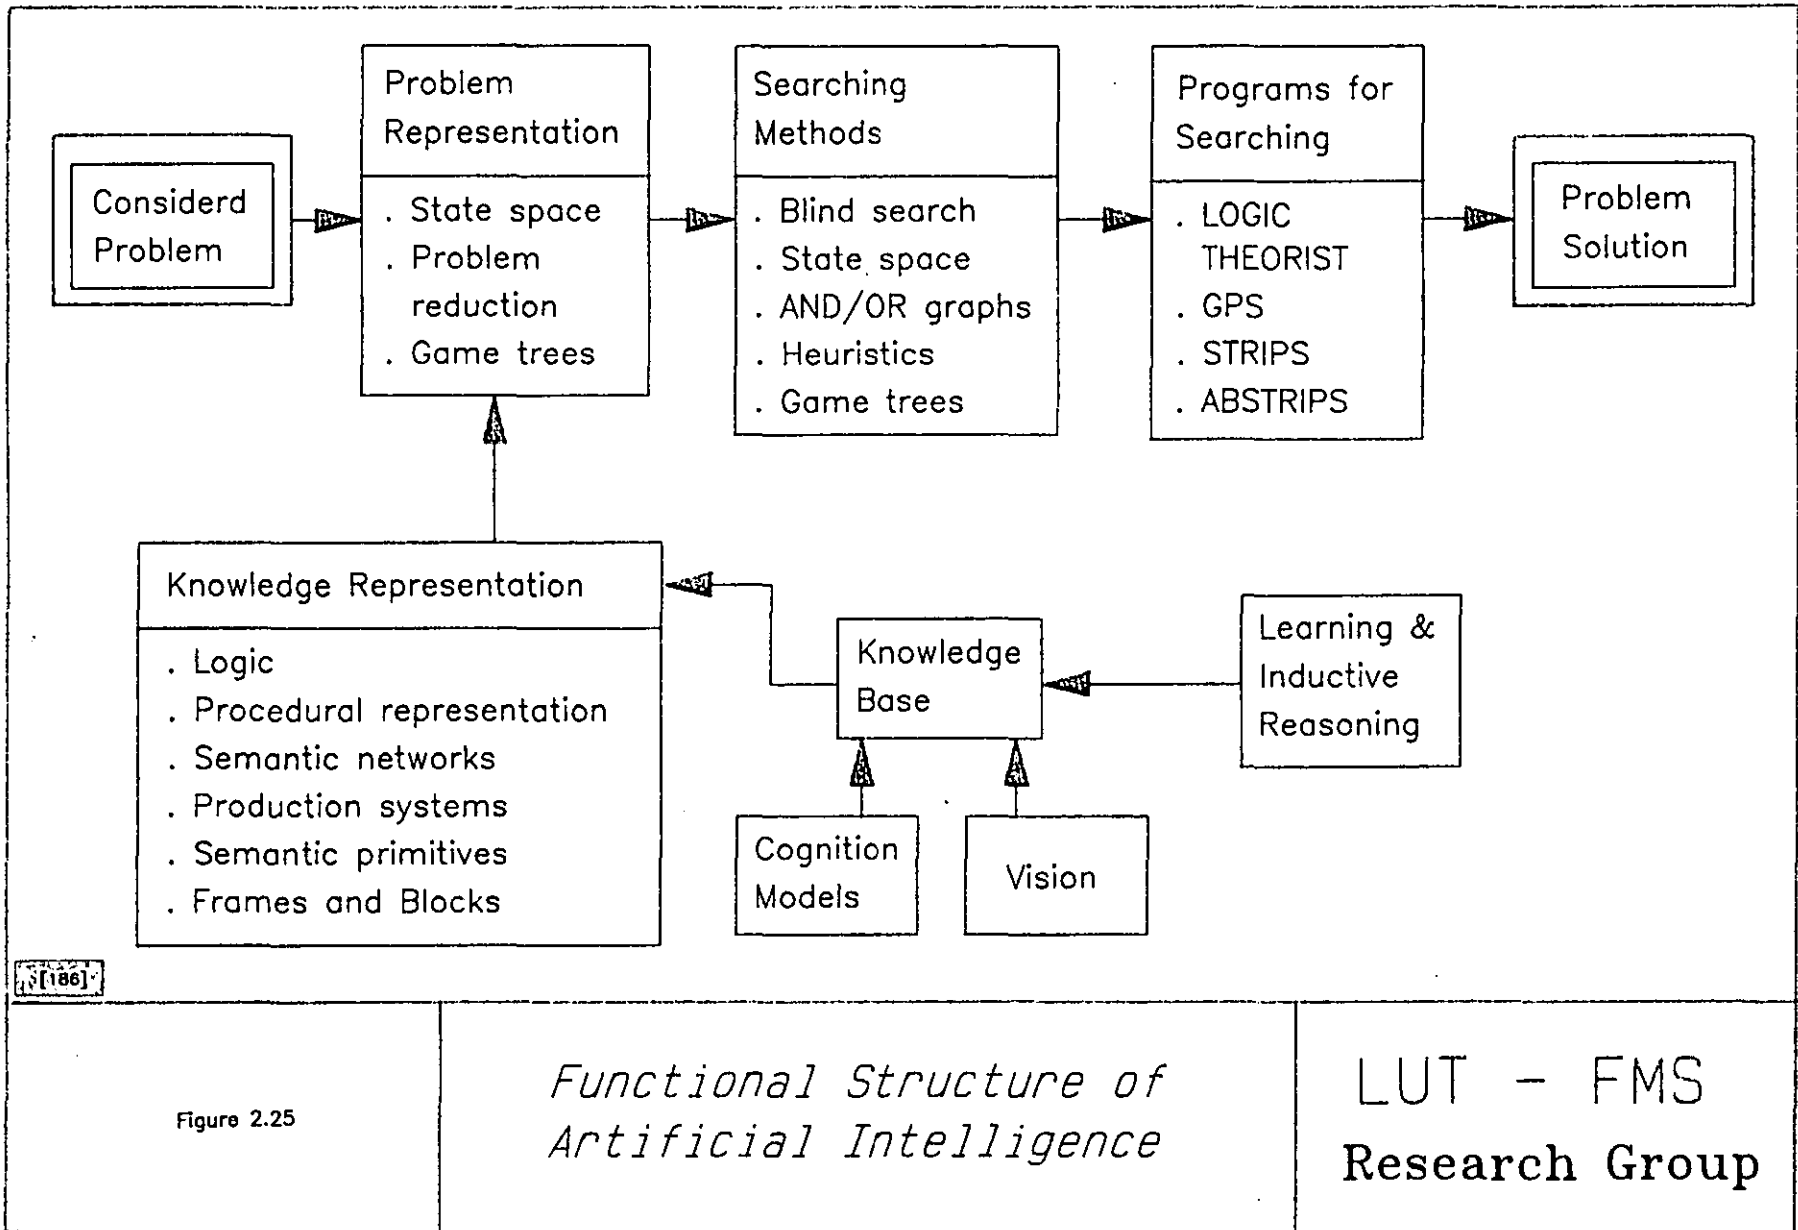 Considerd
Problem
Problem
Representation
. State space
. Problem
reduction
. Game trees
Searching
Methods
. Blind search
. State space
. AND/OR graphs
. Heuristics
. Game trees
Programs for
Searching
. LOGIC
THEORIST
. GPS
. STRIPS
. ABSTRIPS
Problem
Solution
Knowledge Representation
. Logic
. Procedural representation
. Semantic networks
. Production systems
. Semantic primitives
. Frames and Blocks
Knowledge
Base
Learning &
Inductive
Reasoning
Cognition
Models
Vision
[186]
Figure 2.25
Functional Structure of
Artificial Intelligence
LUT - FMS
Research Group